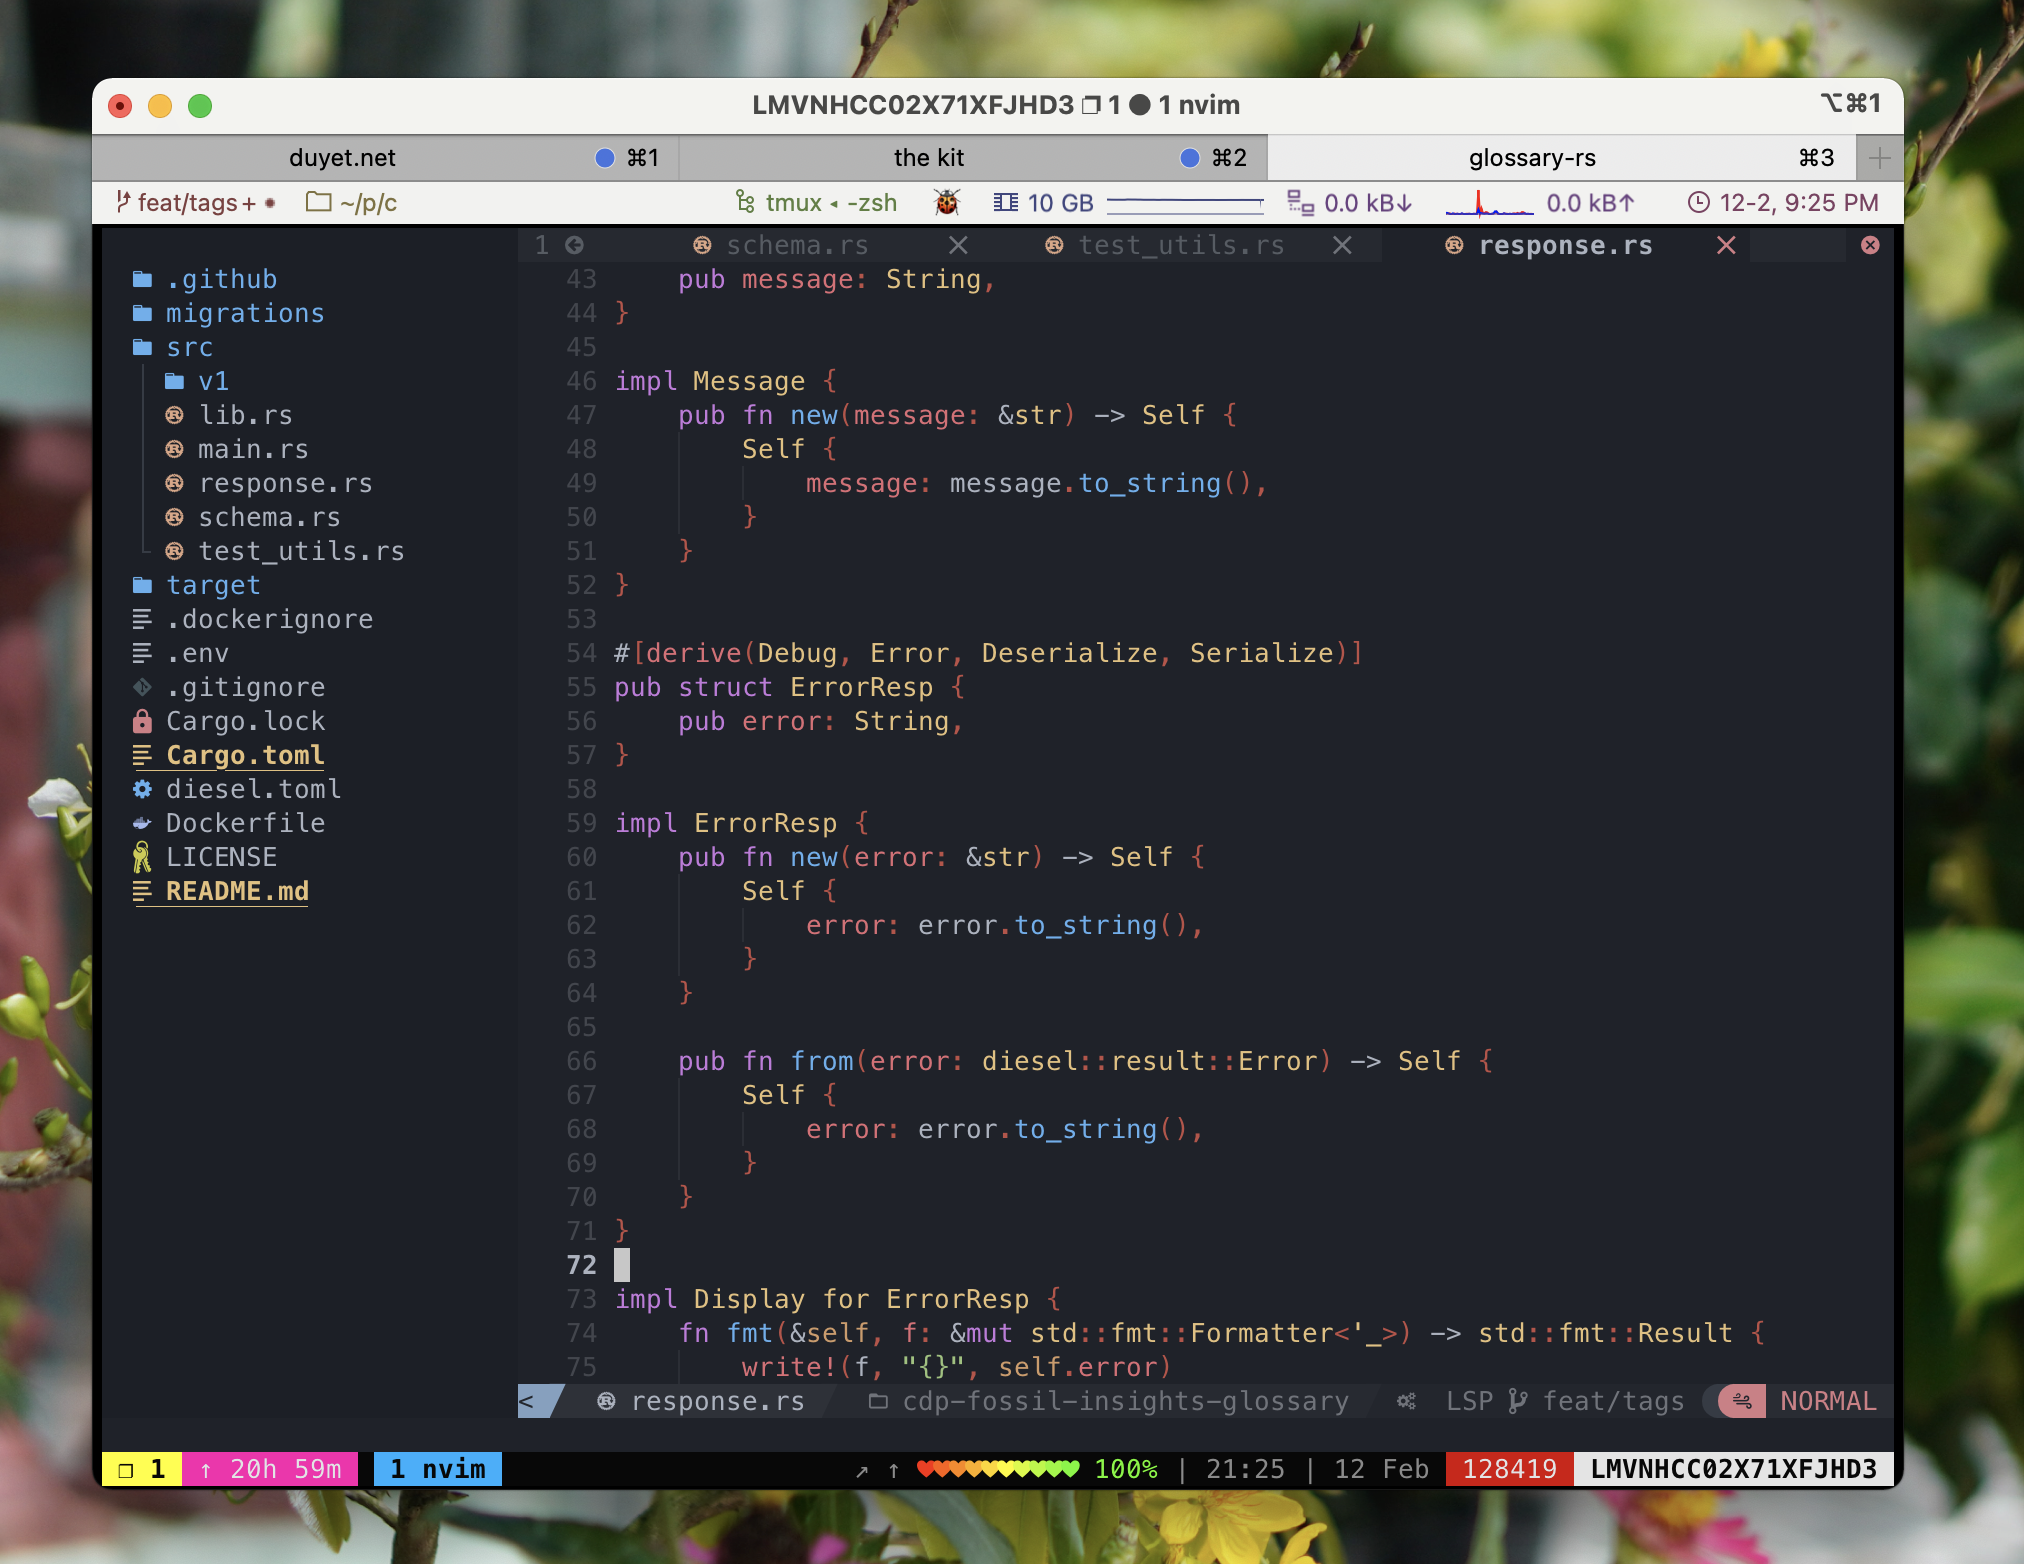 LMVNHCC02X71XFJHD3 ❐ 1 ● 1 nvim ⌥⌘1
duyet.net ⌘1 the kit ⌘2 glossary-rs ⌘3 +
feat/tags+ • ~/p/c tmux ◂ -zsh 10 GB 0.0 kB↓ 0.0 kB↑ 12-2, 9:25 PM
1 schema.rs test_utils.rs response.rs
.github
migrations
src
v1
lib.rs
main.rs
response.rs
schema.rs
test_utils.rs
target
.dockerignore
.env
.gitignore
Cargo.lock
Cargo.toml
diesel.toml
Dockerfile
LICENSE
README.md
43     pub message: String,
44 }
45
46 impl Message {
47     pub fn new(message: &str) -> Self {
48         Self {
49             message: message.to_string(),
50         }
51     }
52 }
53
54 #[derive(Debug, Error, Deserialize, Serialize)]
55 pub struct ErrorResp {
56     pub error: String,
57 }
58
59 impl ErrorResp {
60     pub fn new(error: &str) -> Self {
61         Self {
62             error: error.to_string(),
63         }
64     }
65
66     pub fn from(error: diesel::result::Error) -> Self {
67         Self {
68             error: error.to_string(),
69         }
70     }
71 }
72
73 impl Display for ErrorResp {
74     fn fmt(&self, f: &mut std::fmt::Formatter<'_>) -> std::fmt::Result {
75         write!(f, "{}", self.error)
< response.rs cdp-fossil-insights-glossary LSP feat/tags NORMAL
❐ 1 ↑ 20h 59m 1 nvim ↗ ↑ ♥♥♥♥♥♥♥♥♥♥ 100% | 21:25 | 12 Feb 128419 LMVNHCC02X71XFJHD3